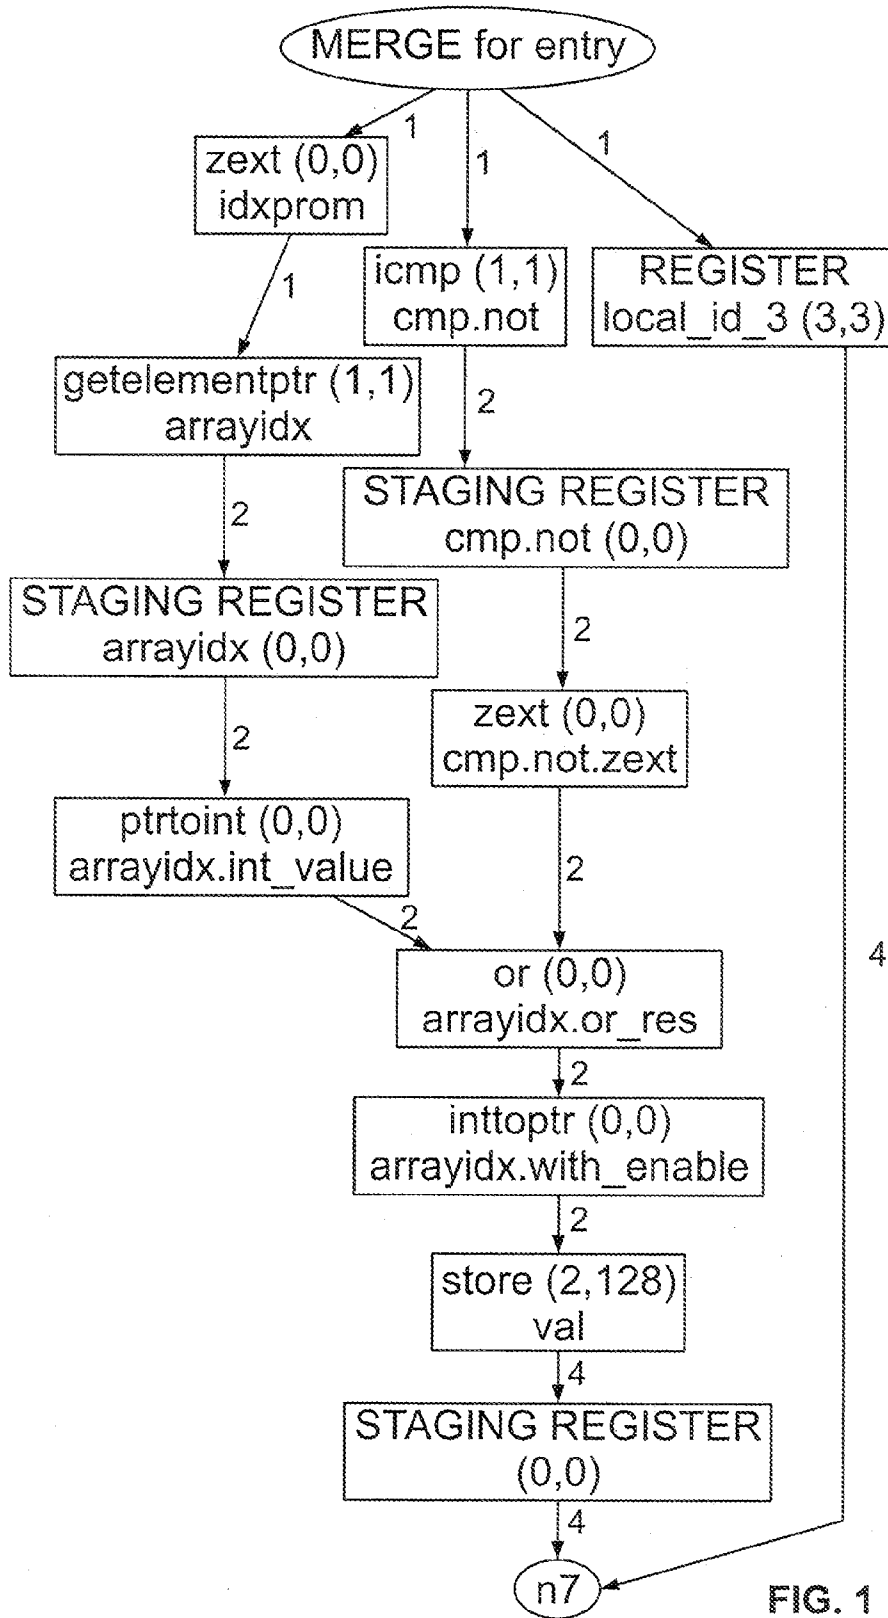 MERGE for entry
1
1
1
zext (0,0)
idxprom
1
icmp (1,1)
cmp.not
REGISTER
local_id_3 (3,3)
getelementptr (1,1)
arrayidx
2
STAGING REGISTER
cmp.not (0,0)
2
STAGING REGISTER
arrayidx (0,0)
2
zext (0,0)
cmp.not.zext
2
ptrtoint (0,0)
arrayidx.int_value
2
2
4
or (0,0)
arrayidx.or_res
2
inttoptr (0,0)
arrayidx.with_enable
2
store (2,128)
val
4
STAGING REGISTER
(0,0)
4
n7
FIG. 1